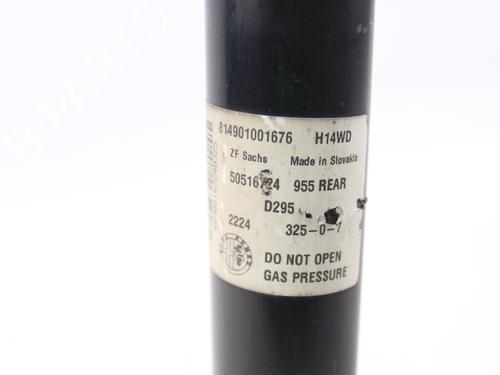 814901001676 H14WD
ZF Sachs Made in Slovakia
50516724 955 REAR
D295
2224 325-0-7
DO NOT OPEN
GAS PRESSURE